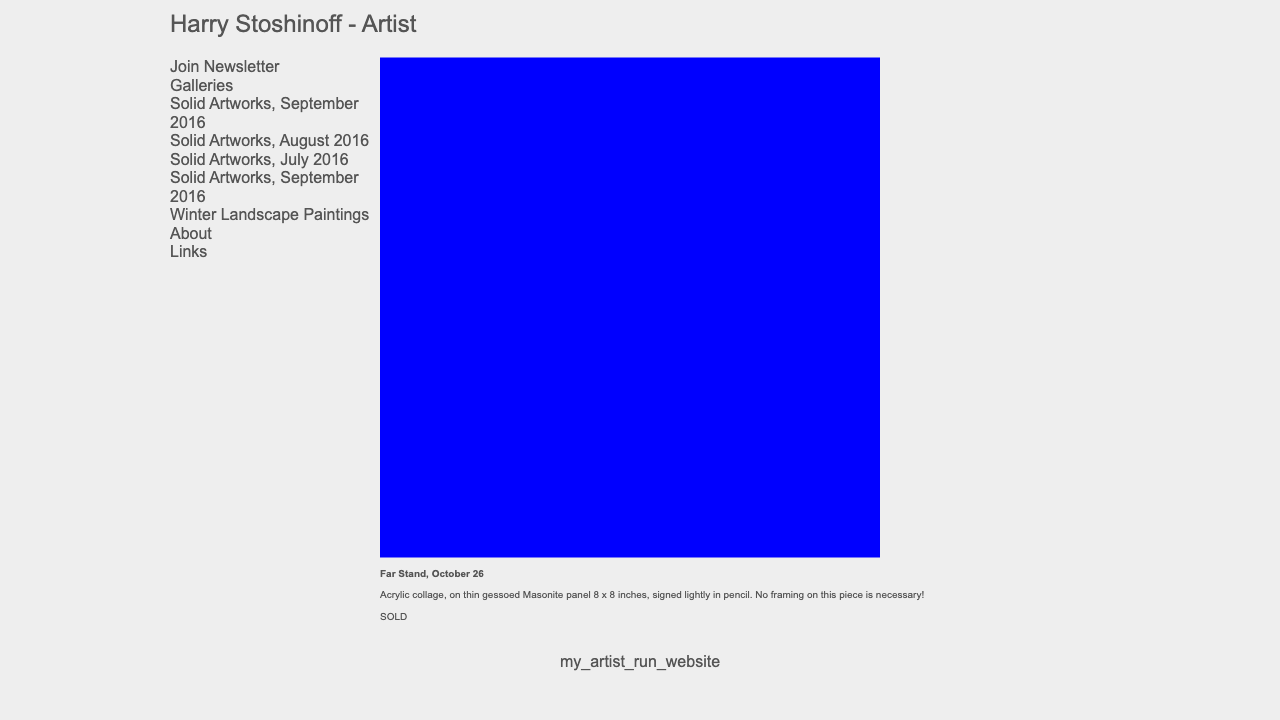 Harry Stoshinoff - Artist
Join Newsletter
Galleries
Solid Artworks, September
2016
Solid Artworks, August 2016
Solid Artworks, July 2016
Solid Artworks, September
2016
Winter Landscape Paintings
About
Links
Far Stand, October 26
Acrylic collage, on thin gessoed Masonite panel 8 x 8 inches, signed lightly in pencil. No framing on this piece is necessary!
SOLD
my_artist_run_website